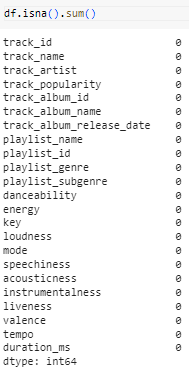 df.isna().sum()
track_id 0
track_name 0
track_artist 0
track_popularity 0
track_album_id 0
track_album_name 0
track_album_release_date 0
playlist_name 0
playlist_id 0
playlist_genre 0
playlist_subgenre 0
danceability 0
energy 0
key 0
loudness 0
mode 0
speechiness 0
acousticness 0
instrumentalness 0
liveness 0
valence 0
tempo 0
duration_ms 0
dtype: int64